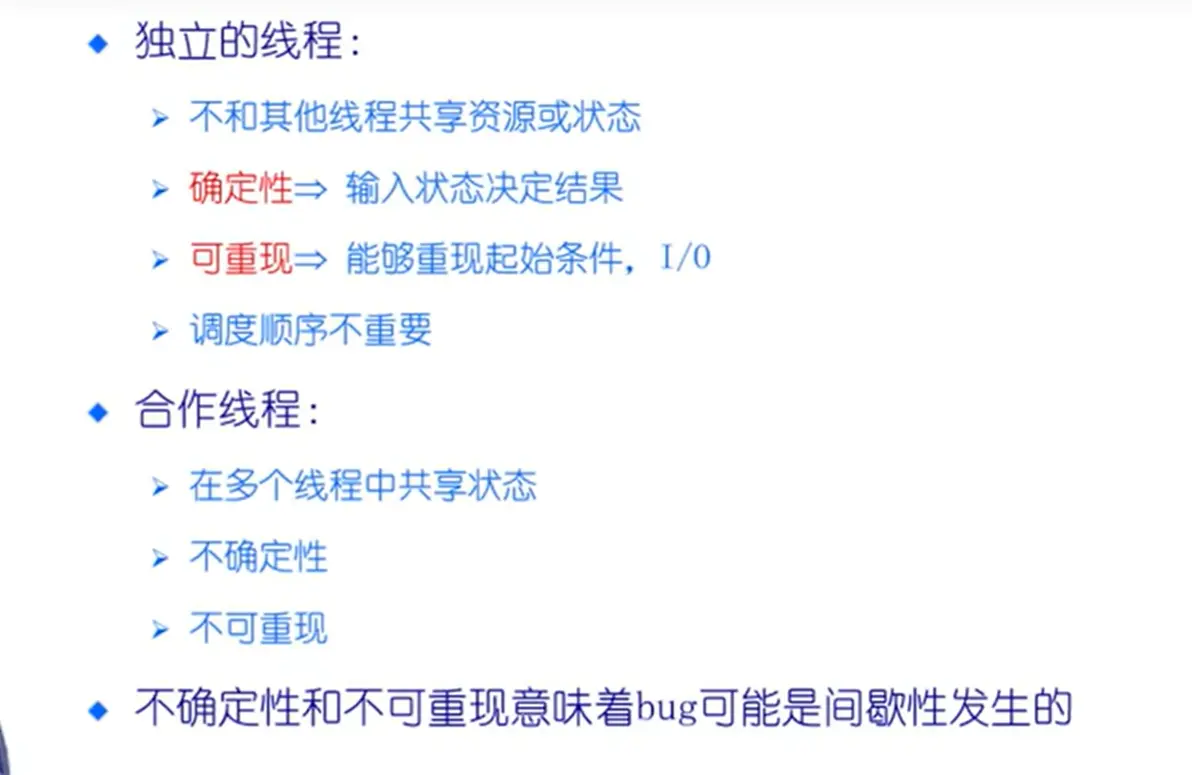 独立的线程：
不和其他线程共享资源或状态
确定性⇒ 输入状态决定结果
可重现⇒ 能够重现起始条件，I/O
调度顺序不重要
合作线程：
在多个线程中共享状态
不确定性
不可重现
不确定性和不可重现意味着bug可能是间歇性发生的